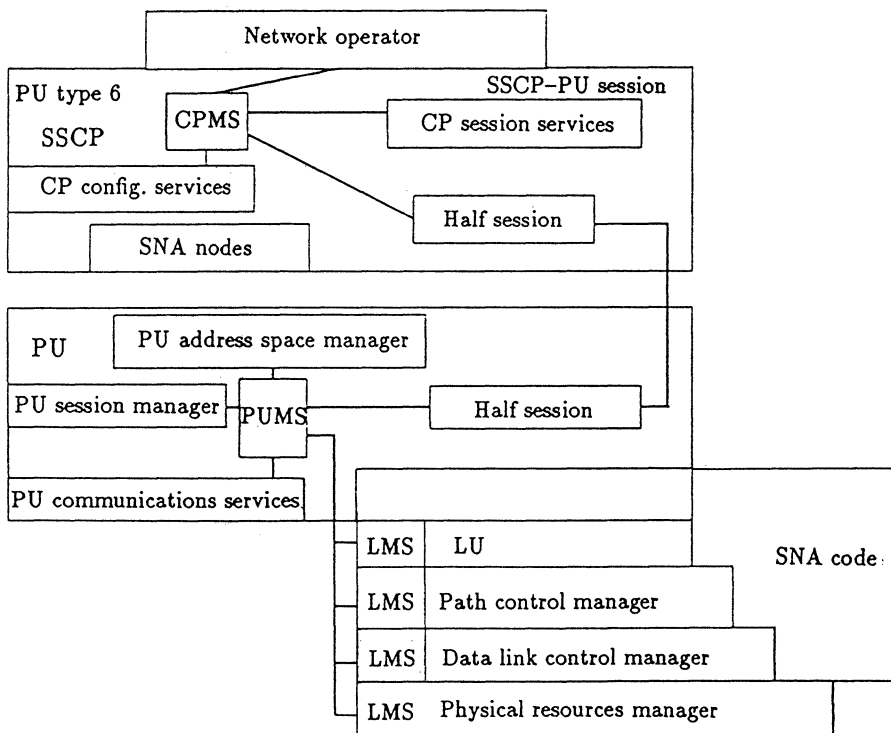 Network operator
PU type 6
SSCP-PU session
CPMS
CP session services
SSCP
CP config. services
Half session
SNA nodes
PU
PU address space manager
PU session manager
PUMS
Half session
PU communications services
LMS
LU
SNA code
LMS
Path control manager
LMS
Data link control manager
LMS
Physical resources manager